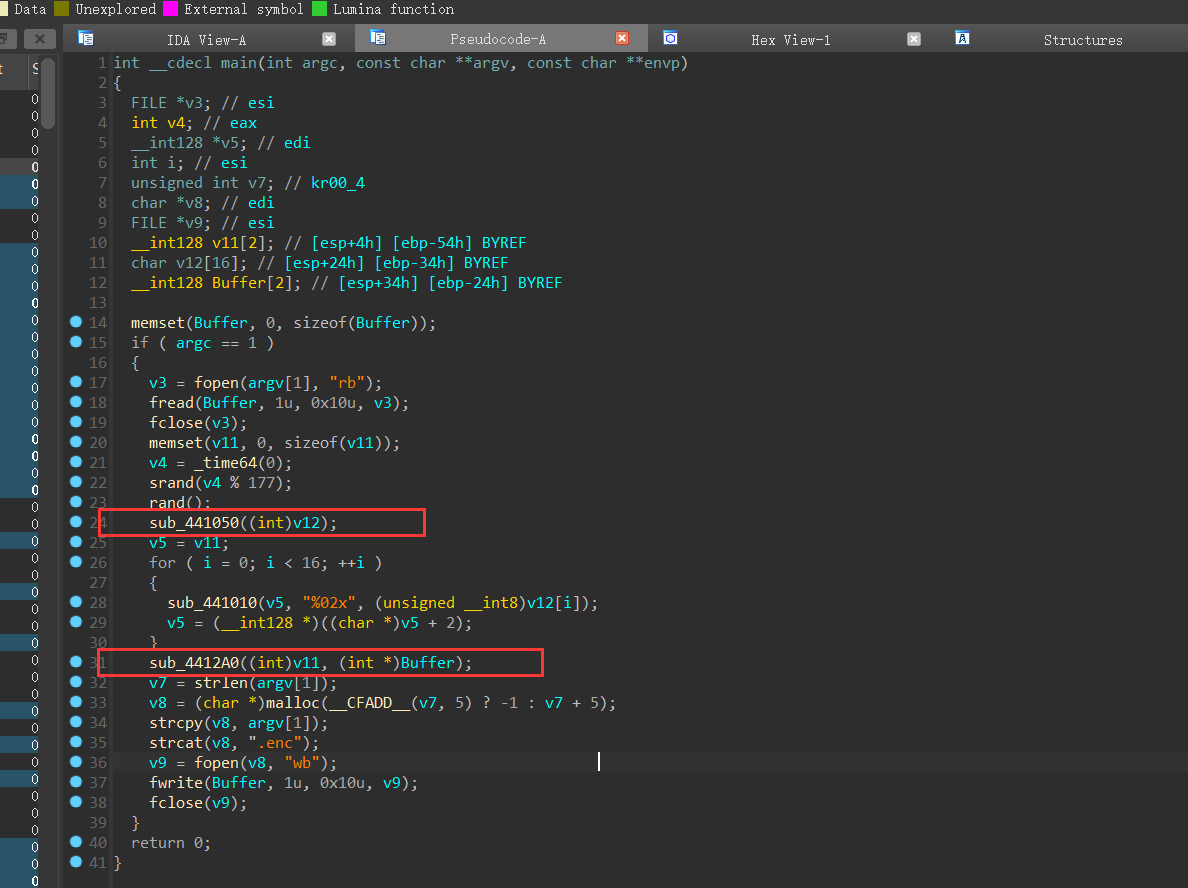 Data Unexplored External symbol Lumina function
IDA View-A Pseudocode-A Hex View-1 Structures
1 int __cdecl main(int argc, const char **argv, const char **envp)
2 {
3 FILE *v3; // esi
4 int v4; // eax
5 __int128 *v5; // edi
6 int i; // esi
7 unsigned int v7; // kr00_4
8 char *v8; // edi
9 FILE *v9; // esi
10 __int128 v11[2]; // [esp+4h] [ebp-54h] BYREF
11 char v12[16]; // [esp+24h] [ebp-34h] BYREF
12 __int128 Buffer[2]; // [esp+34h] [ebp-24h] BYREF
13
14 memset(Buffer, 0, sizeof(Buffer));
15 if ( argc == 1 )
16 {
17 v3 = fopen(argv[1], "rb");
18 fread(Buffer, 1u, 0x10u, v3);
19 fclose(v3);
20 memset(v11, 0, sizeof(v11));
21 v4 = _time64(0);
22 srand(v4 % 177);
23 rand();
24 sub_441050((int)v12);
25 v5 = v11;
26 for ( i = 0; i < 16; ++i )
27 {
28 sub_441010(v5, "%02x", (unsigned __int8)v12[i]);
29 v5 = (__int128 *)((char *)v5 + 2);
30 }
31 sub_4412A0((int)v11, (int *)Buffer);
32 v7 = strlen(argv[1]);
33 v8 = (char *)malloc(__CFADD__(v7, 5) ? -1 : v7 + 5);
34 strcpy(v8, argv[1]);
35 strcat(v8, ".enc");
36 v9 = fopen(v8, "wb");
37 fwrite(Buffer, 1u, 0x10u, v9);
38 fclose(v9);
39 }
40 return 0;
41 }